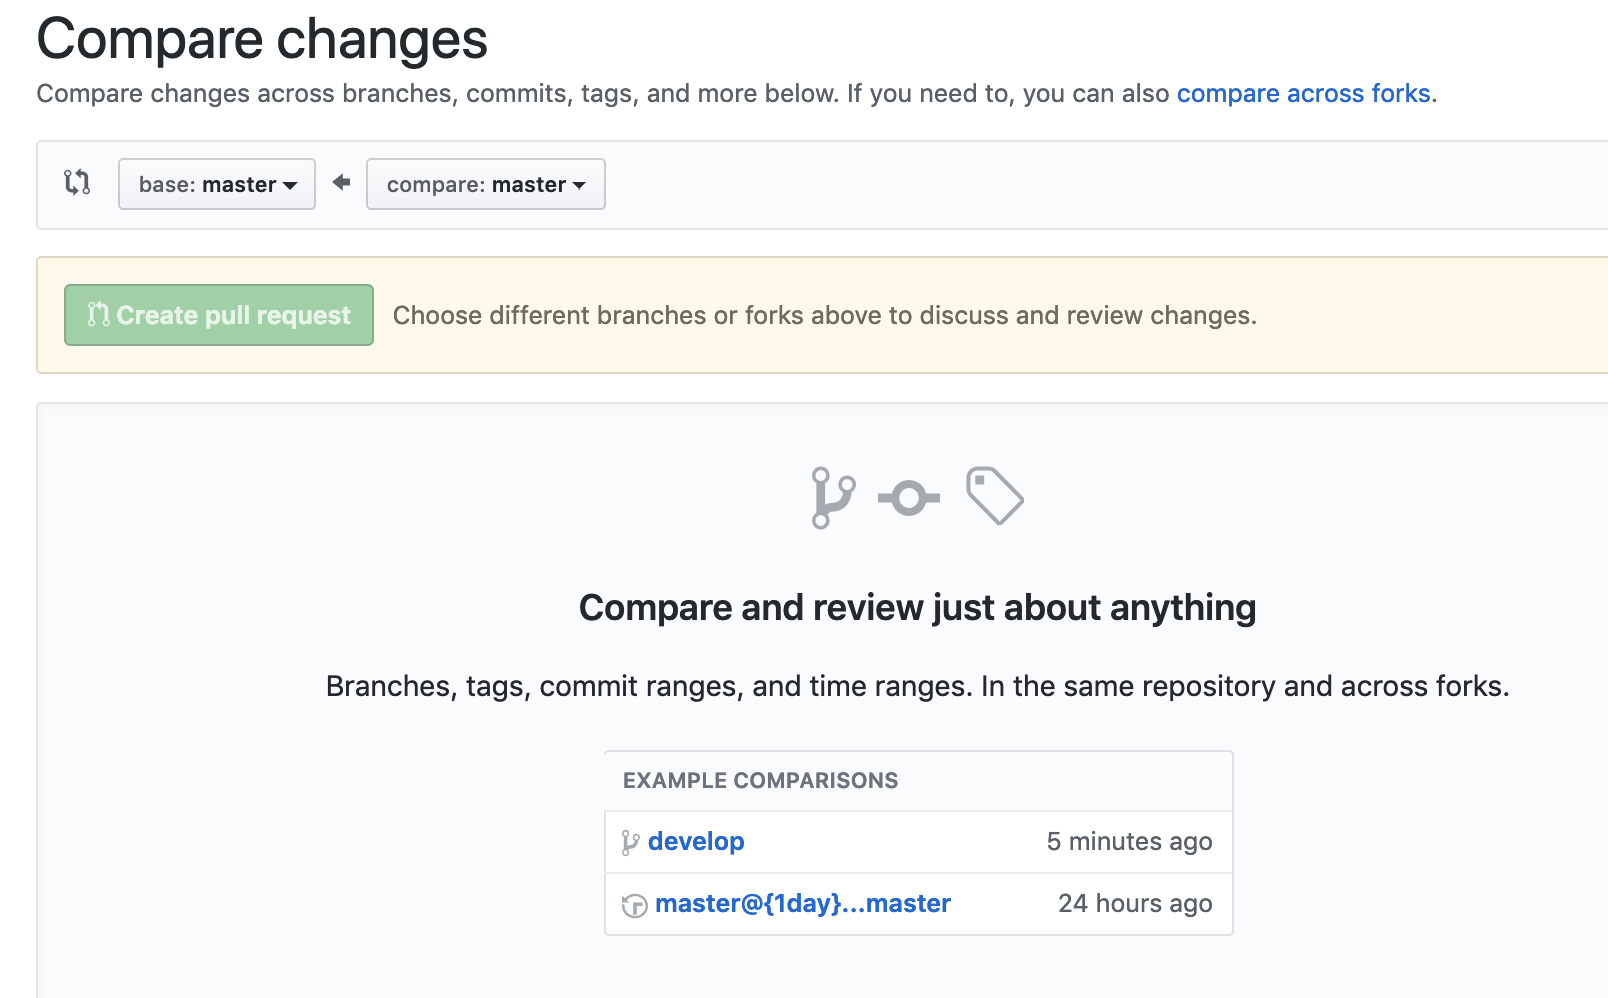 Compare changes
Compare changes across branches, commits, tags, and more below. If you need to, you can also compare across forks.
base: master compare: master
Create pull request Choose different branches or forks above to discuss and review changes.
Compare and review just about anything
Branches, tags, commit ranges, and time ranges. In the same repository and across forks.
EXAMPLE COMPARISONS
develop 5 minutes ago
master@{1day}...master 24 hours ago